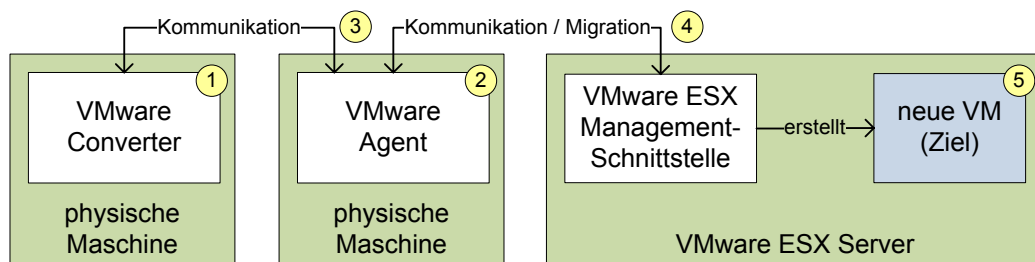 Kommunikation
3
Kommunikation / Migration
4
1
VMware
Converter
physische
Maschine
2
VMware
Agent
physische
Maschine
VMware ESX
Management-
Schnittstelle
erstellt
5
neue VM
(Ziel)
VMware ESX Server